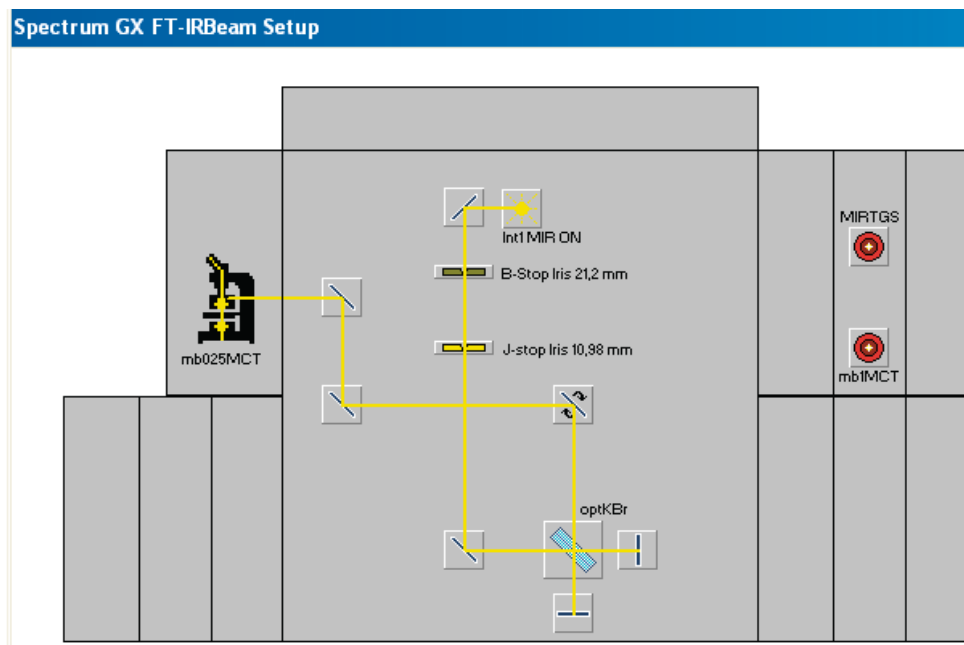 Spectrum GX FT-IRBeam Setup
MIRTGS
Int1 MIR ON
B-Stop Iris 21,2 mm
J-stop Iris 10,98 mm
mb025MCT
mb1MCT
optKBr